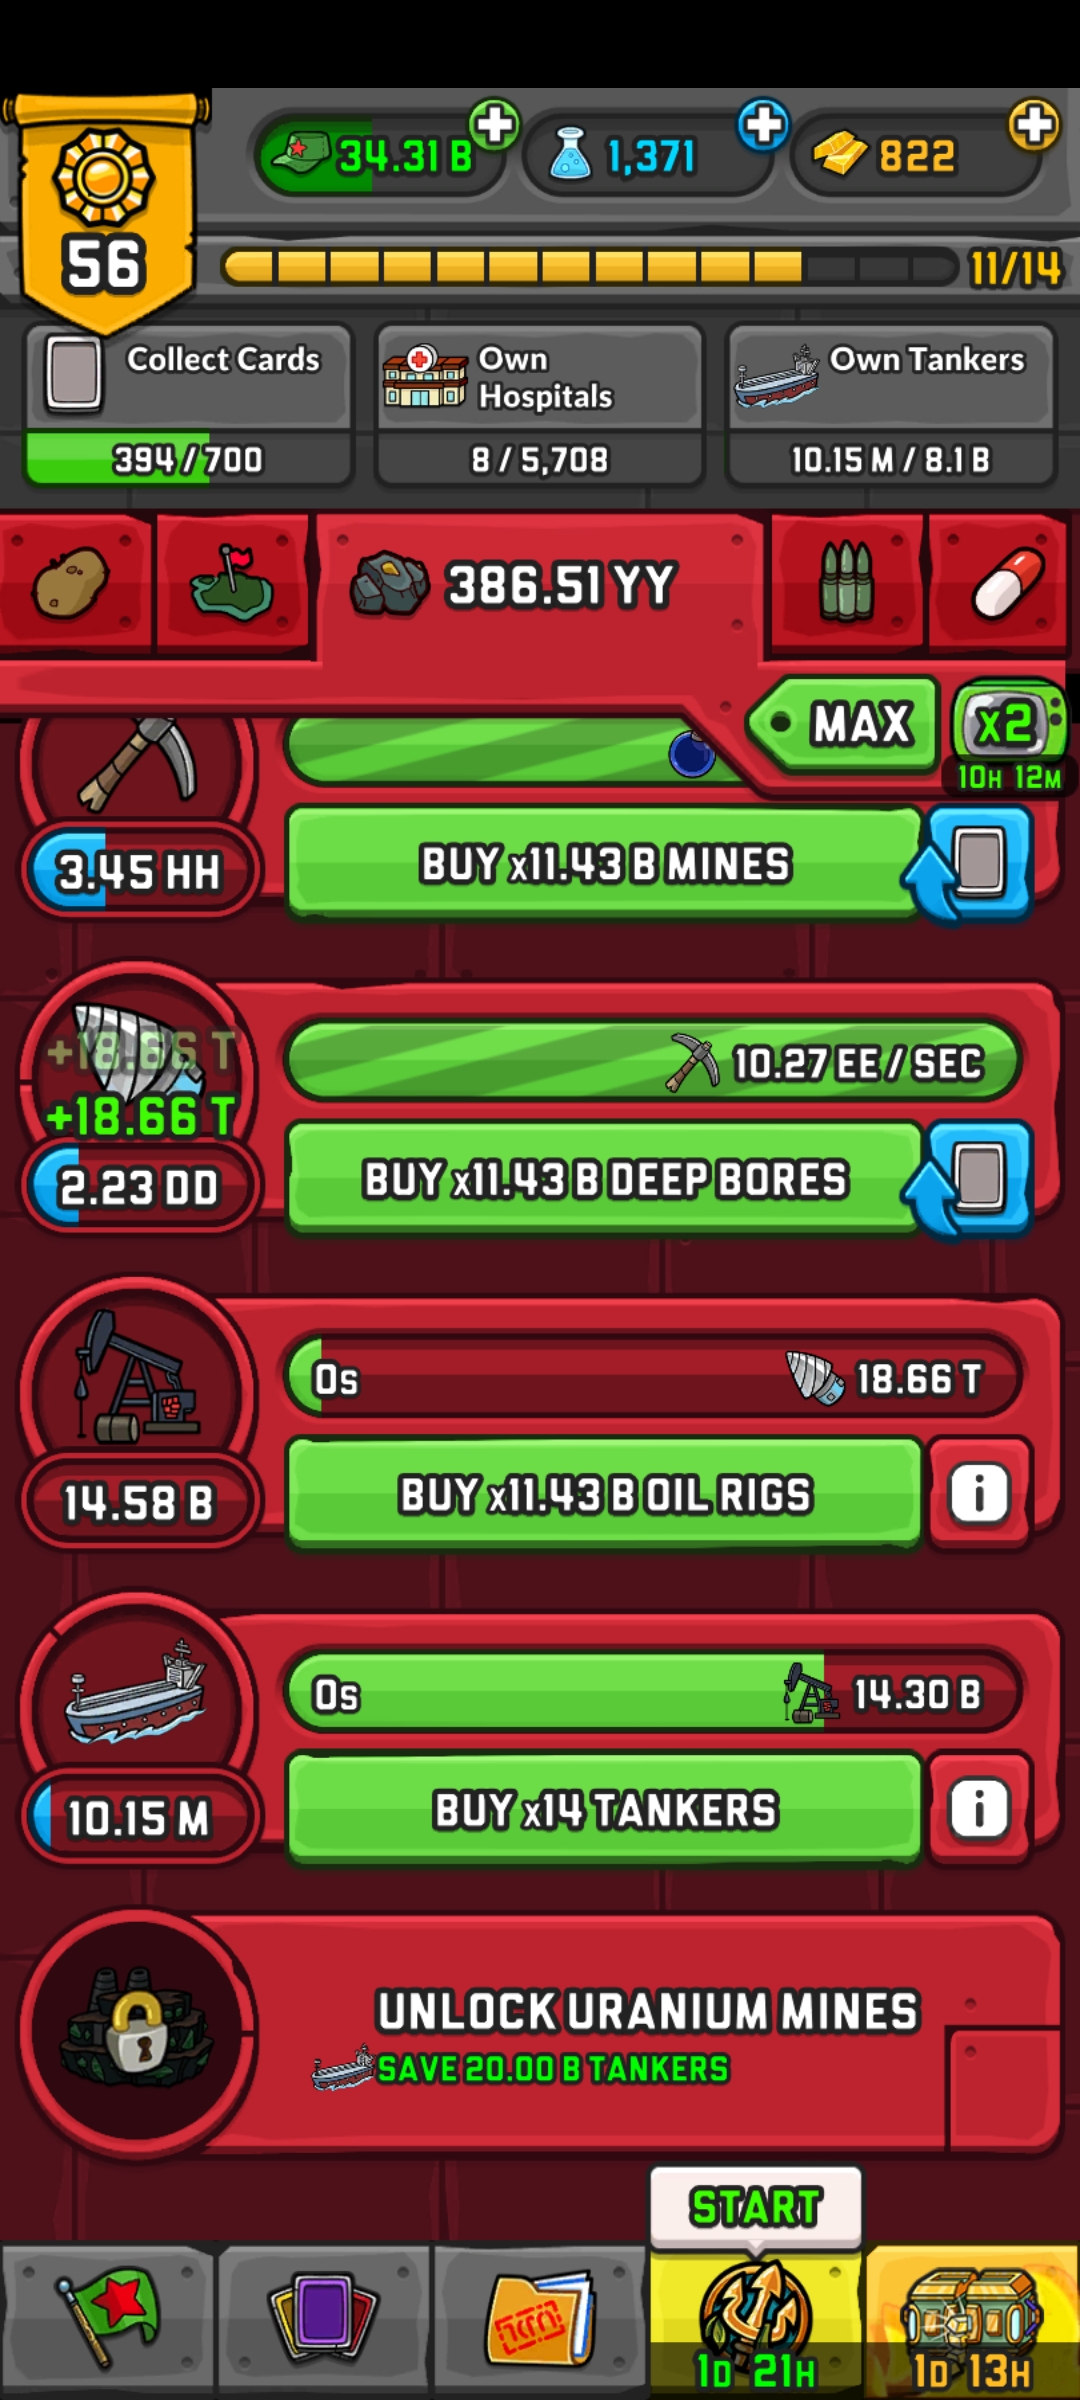 34.31 B
1,371
822
56
11/14
Collect Cards
394/700
Own
Hospitals
8/5,708
Own Tankers
10.15 M/8.1 B
386.51 YY
MAX
X2
10H 12M
3.45 HH
BUY x11.43 B MINES
+18.66 T
+18.66 T
10.27 EE/SEC
2.23 DD
BUY x11.43 B DEEP BORES
0s
18.66 T
14.58 B
BUY x11.43 B OIL RIGS
i
0s
14.30 B
10.15 M
BUY x14 TANKERS
i
UNLOCK URANIUM MINES
SAVE 20.00 B TANKERS
START
1D 21H
1D 13H